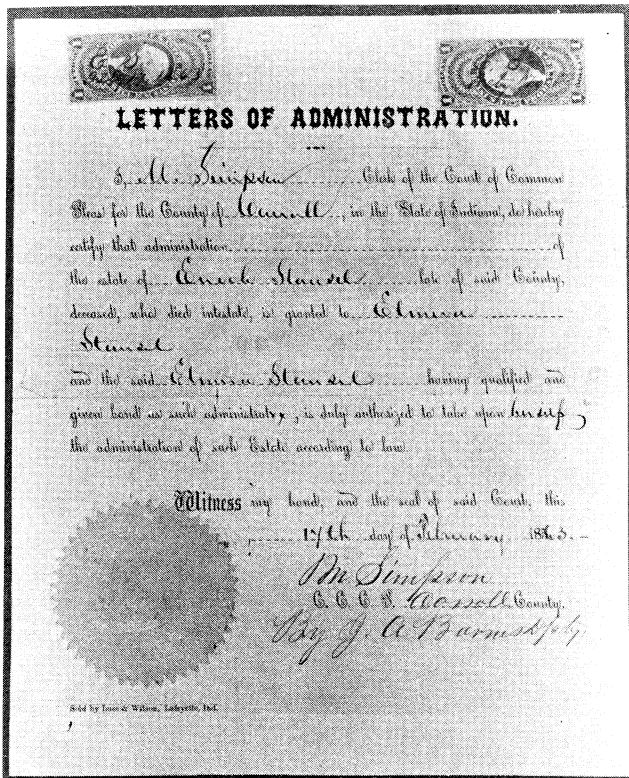 LETTERS OF ADMINISTRATION.
I, M. Simpson Clerk of the Court of Common
Pleas for the County of Carroll, in the State of Indiana, do hereby
certify that administration of
the estate of Enoch Stansel late of said County,
deceased, who died intestate, is granted to Elmira
Stansel
and the said Elmira Stansel having qualified and
given bond as such administratrx, is duly authorized to take upon herself
the administration of such Estate according to law.
Witness my hand, and the seal of said Court, this
17th day of February 1863.
M Simpson
C. C. C. P. Carroll County.
By J. A.
Sold by & Wilson, Lafayette, Ind.